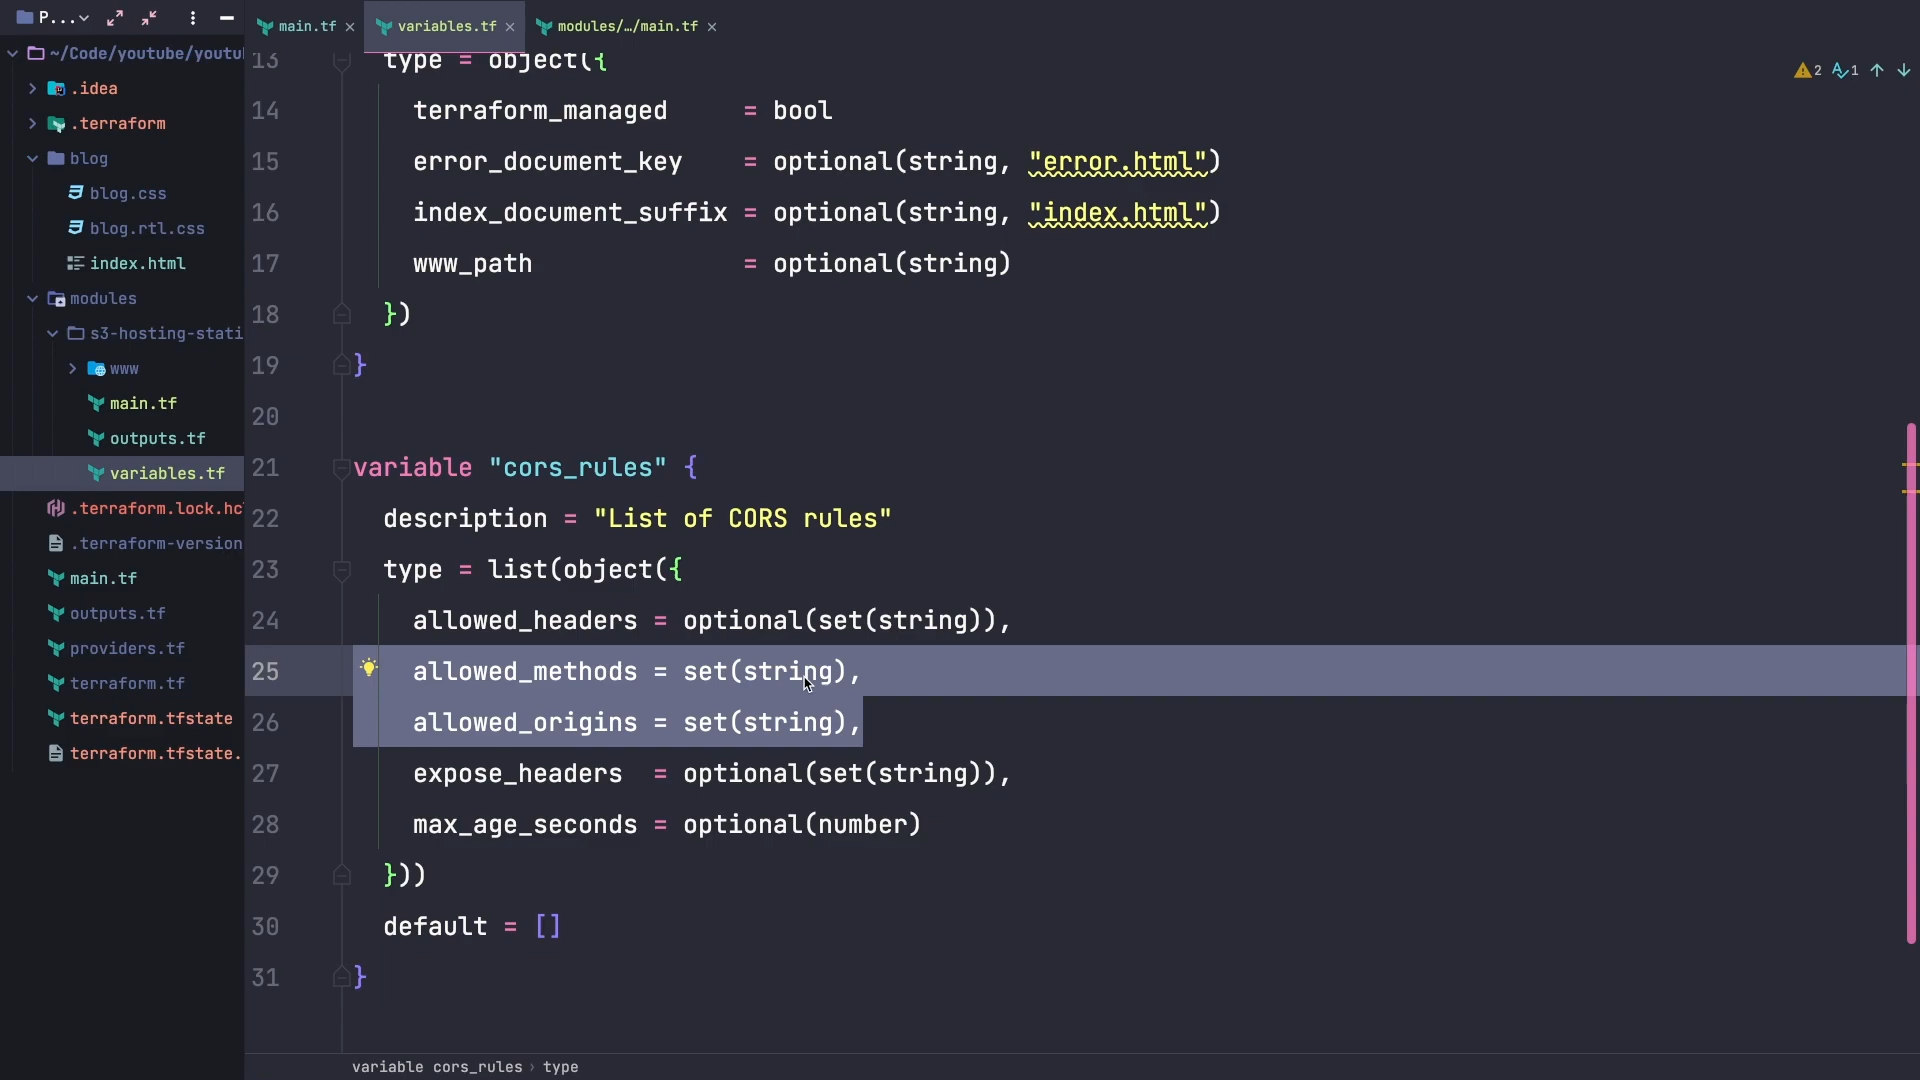 P...
main.tf
variables.tf
modules/…/main.tf
~/Code/youtube/youtu
.idea
.terraform
blog
blog.css
blog.rtl.css
index.html
modules
s3-hosting-stati
www
main.tf
outputs.tf
variables.tf
.terraform.lock.hc
.terraform-version
main.tf
outputs.tf
providers.tf
terraform.tf
terraform.tfstate
terraform.tfstate.
2 1
13 type = object({
14 terraform_managed = bool
15 error_document_key = optional(string, "error.html")
16 index_document_suffix = optional(string, "index.html")
17 www_path = optional(string)
18 })
19 }
20
21 variable "cors_rules" {
22 description = "List of CORS rules"
23 type = list(object({
24 allowed_headers = optional(set(string)),
25 allowed_methods = set(string),
26 allowed_origins = set(string),
27 expose_headers = optional(set(string)),
28 max_age_seconds = optional(number)
29 }))
30 default = []
31 }
variable cors_rules › type